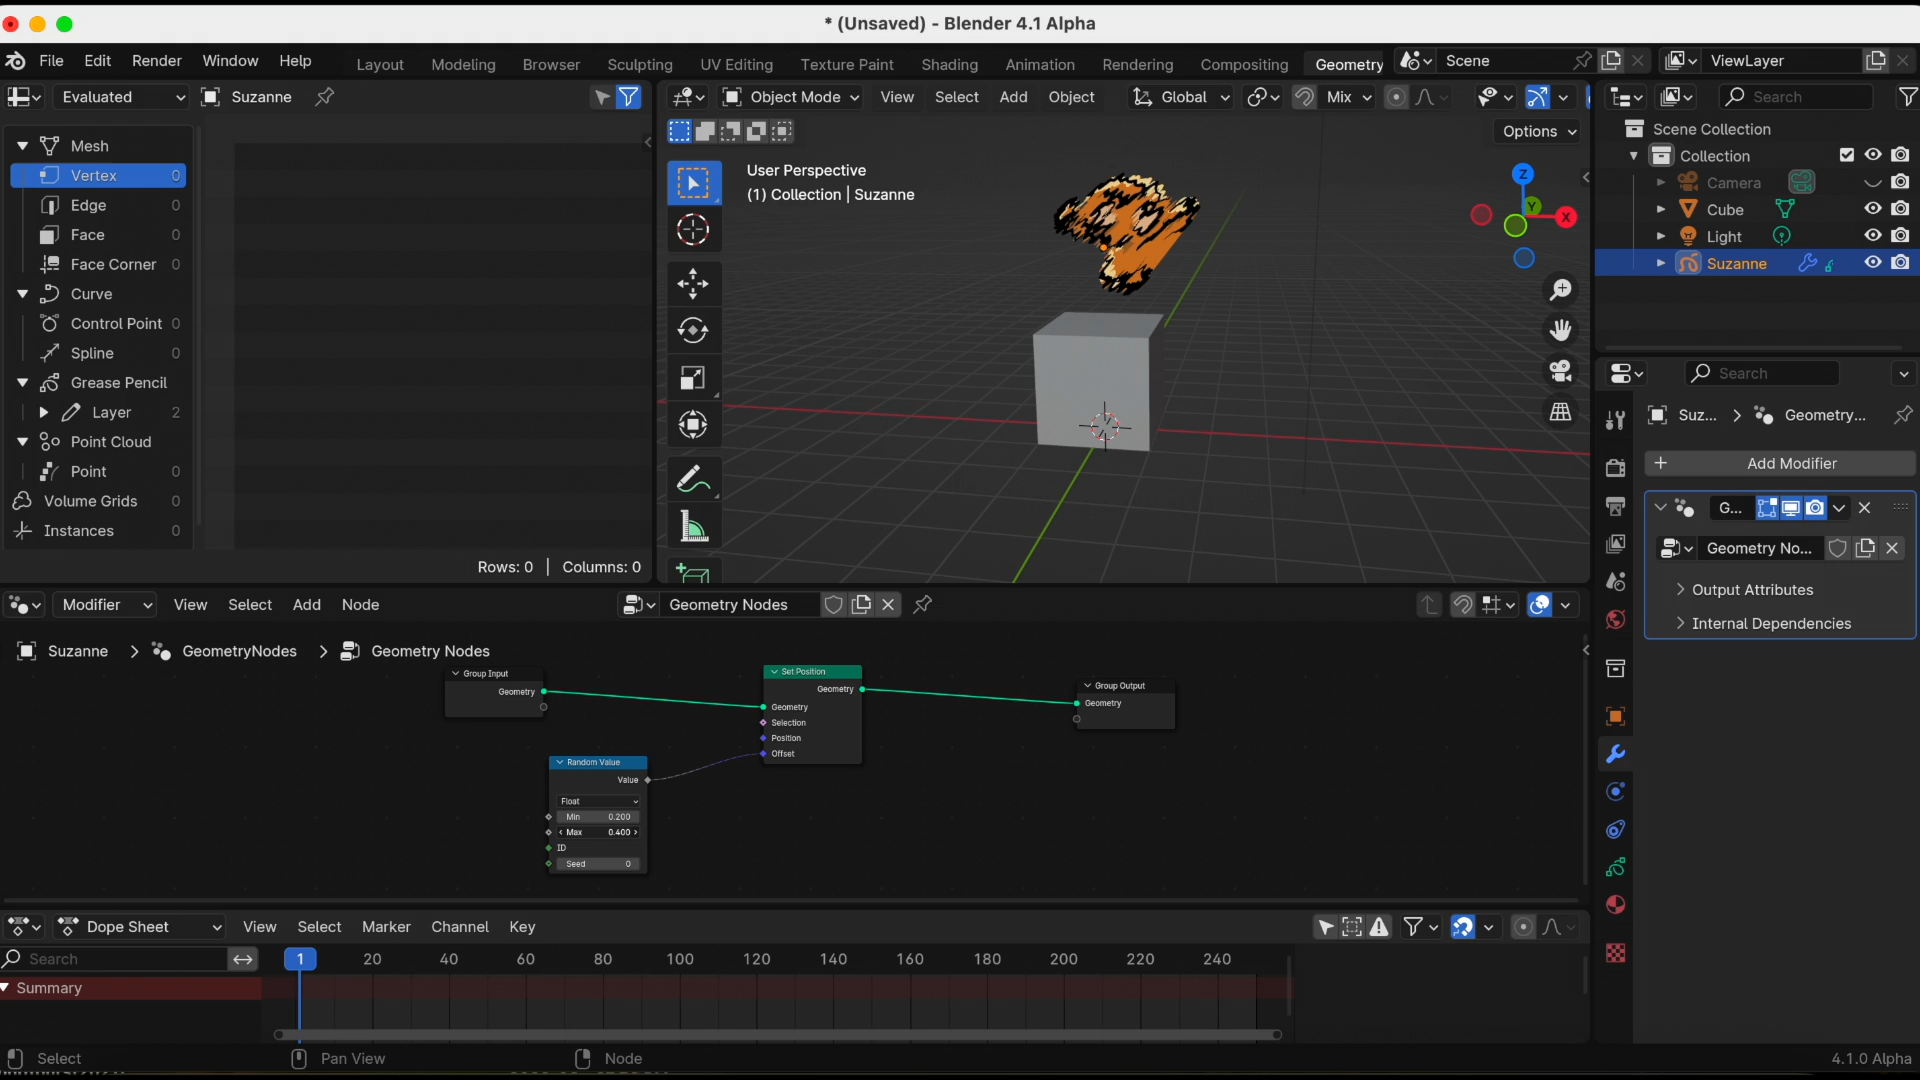 * (Unsaved) - Blender 4.1 Alpha
File Edit Render Window Help Layout Modeling Browser Sculpting UV Editing Texture Paint Shading Animation Rendering Compositing Geometry Scene ViewLayer
Evaluated Suzanne
Object Mode View Select Add Object Global Mix
Search
Options
Mesh
Vertex 0
Edge 0
Face 0
Face Corner 0
Curve
Control Point 0
Spline 0
Grease Pencil
Layer 2
Point Cloud
Point 0
Volume Grids 0
Instances 0
Rows: 0 | Columns: 0
User Perspective
(1) Collection | Suzanne
Z
Y
X
Scene Collection
Collection
Camera
Cube
Light
Suzanne
Search
Suz... > Geometry...
+ Add Modifier
G...
Geometry No...
> Output Attributes
> Internal Dependencies
Modifier View Select Add Node Geometry Nodes
Suzanne > GeometryNodes > Geometry Nodes
Group Input
Geometry
Set Position
Geometry
Geometry
Selection
Position
Offset
Group Output
Geometry
Random Value
Value
Float
Min 0.200
Max 0.400
ID
Seed 0
Dope Sheet View Select Marker Channel Key
Search
1 20 40 60 80 100 120 140 160 180 200 220 240
Summary
Select Pan View Node 4.1.0 Alpha